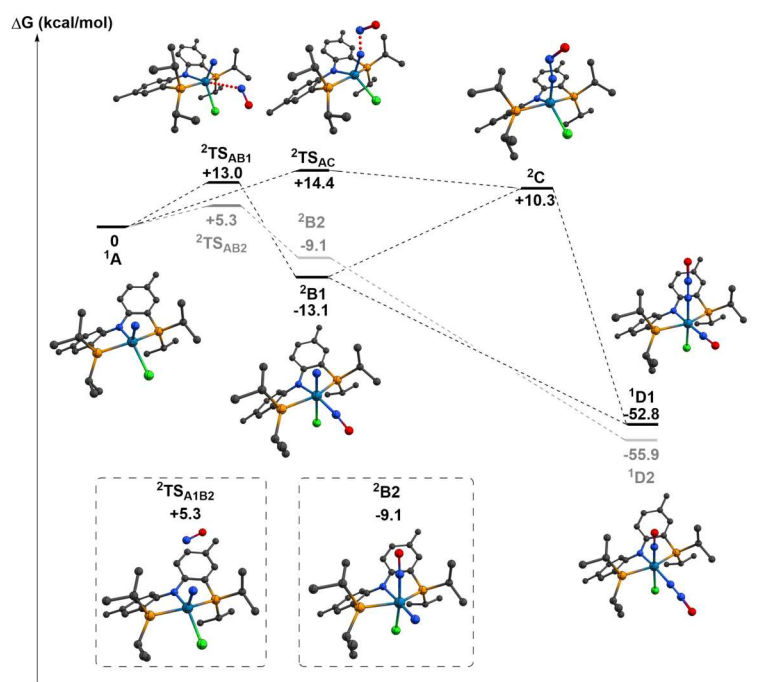 ΔG (kcal/mol)
²TS_AB1
+13.0
²TS_AC
+14.4
²C
+10.3
+5.3
²TS_AB2
²B2
-9.1
0
¹A
²B1
-13.1
¹D1
-52.8
-55.9
¹D2
²TS_A1B2
+5.3
²B2
-9.1